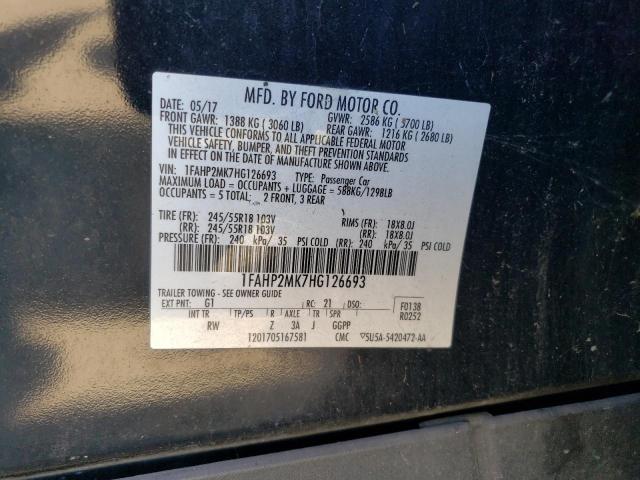 MFD. BY FORD MOTOR CO.
DATE: 05/17 GVWR: 2586 KG ( 5700 LB)
FRONT GAWR: 1388 KG ( 3060 LB) REAR GAWR: 1216 KG ( 2680 LB)
THIS VEHICLE CONFORMS TO ALL APPLICABLE FEDERAL MOTOR
VEHICLE SAFETY, BUMPER, AND THEFT PREVENTION STANDARDS
IN EFFECT ON THE DATE OF MANUFACTURE SHOWN ABOVE.
VIN: 1FAHP2MK7HG126693 TYPE: Passenger Car
MAXIMUM LOAD = OCCUPANTS + LUGGAGE = 588KG/1298LB
OCCUPANTS = 5 TOTAL; 2 FRONT, 3 REAR
TIRE (FR): 245/55R18 103V RIMS (FR): 18X8.0J
(RR): 245/55R18 103V (RR): 18X8.0J
PRESSURE (FR): 240 kPa/ 35 PSI COLD (RR): 240 kPa/ 35 PSI COLD
1FAHP2MK7HG126693
TRAILER TOWING - SEE OWNER GUIDE
EXT PNT: G1 RC: 21 DSO: FD138
INT TR TP/PS R AXLE TR SPR R0252
RW Z 3A J GGPP
1201705167581 CMC ▽5U5A-5420472-AA